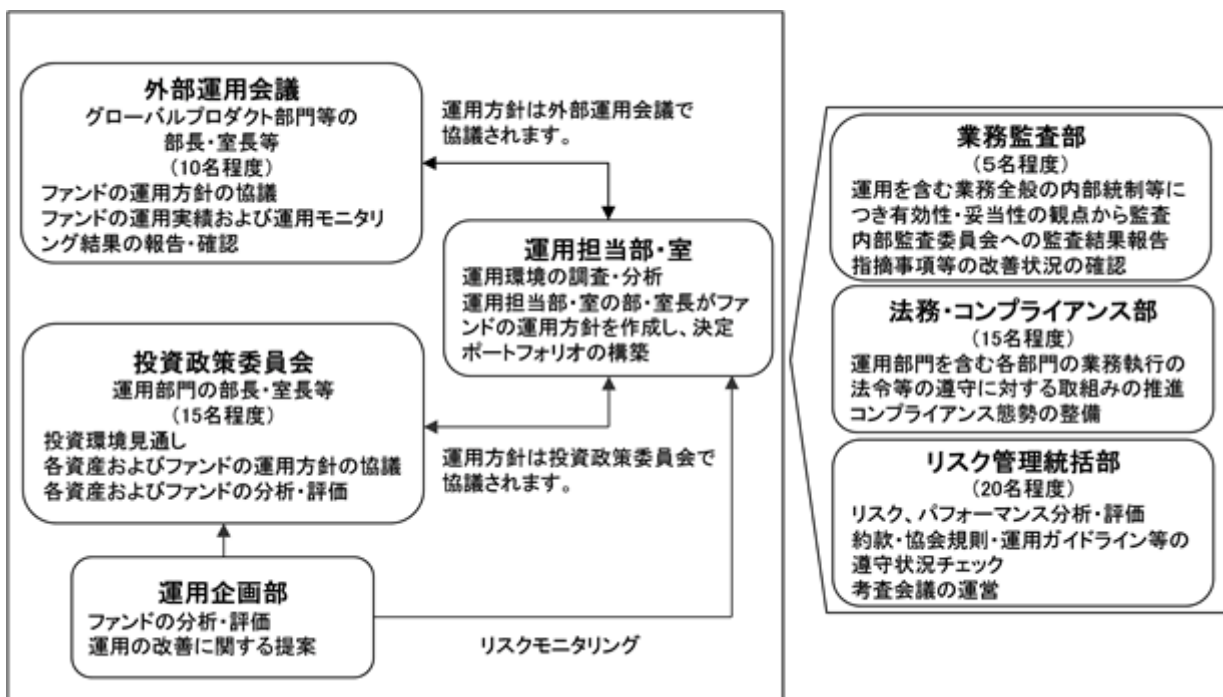 外部運用会議
グローバルプロダクト部門等の
部長・室長等
(10名程度)
ファンドの運用方針の協議
ファンドの運用実績および運用モニタリ
ング結果の報告・確認
運用方針は外部運用会議で
協議されます。
運用担当部・室
運用環境の調査・分析
運用担当部・室の部・室長がファ
ンドの運用方針を作成し、決定
ポートフォリオの構築
投資政策委員会
運用部門の部長・室長等
(15名程度)
投資環境見通し
各資産およびファンドの運用方針の協議
各資産およびファンドの分析・評価
運用方針は投資政策委員会で
協議されます。
運用企画部
ファンドの分析・評価
運用の改善に関する提案
リスクモニタリング
業務監査部
(5名程度)
運用を含む業務全般の内部統制等に
つき有効性・妥当性の観点から監査
内部監査委員会への監査結果報告
指摘事項等の改善状況の確認
法務・コンプライアンス部
(15名程度)
運用部門を含む各部門の業務執行の
法令等の遵守に対する取組みの推進
コンプライアンス態勢の整備
リスク管理統括部
(20名程度)
リスク、パフォーマンス分析・評価
約款・協会規則・運用ガイドライン等の
遵守状況チェック
考査会議の運営